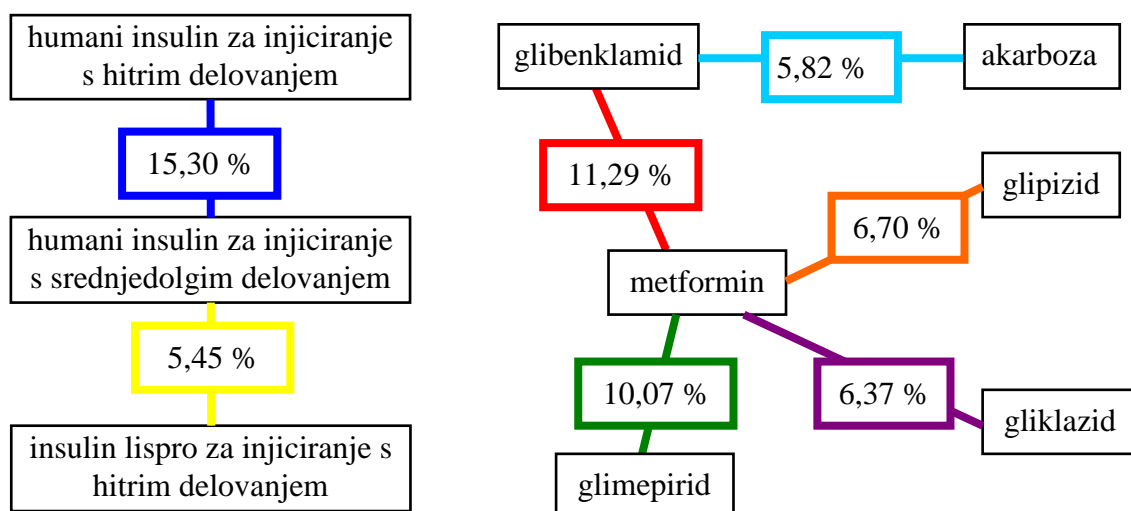 humani insulin za injiciranje
s hitrim delovanjem
15,30 %
humani insulin za injiciranje
s srednjedolgim delovanjem
5,45 %
insulin lispro za injiciranje s
hitrim delovanjem
glibenklamid
5,82 %
akarboza
11,29 %
glipizid
6,70 %
metformin
10,07 %
6,37 %
gliklazid
glimepirid